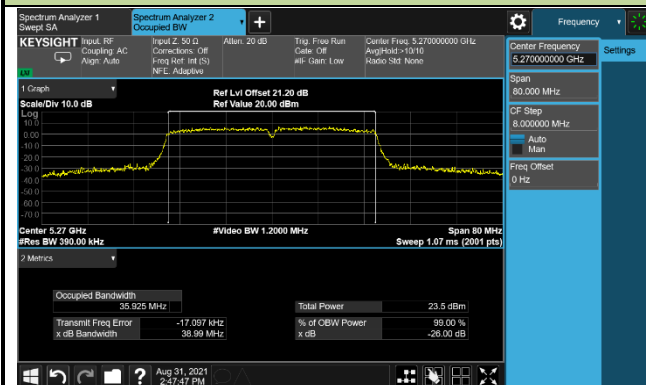 Spectrum Analyzer 1
Swept SA
Spectrum Analyzer 2
Occupied BW
+
Frequency
KEYSIGHT
Input: RF
Coupling: AC
Align: Auto
Input Z: 50 Ω
Corrections: Off
Freq Ref: Int (S)
NFE: Adaptive
Atten: 20 dB
Trig: Free Run
Gate: Off
#IF Gain: Low
Center Freq: 5.270000000 GHz
Avg|Hold:>10/10
Radio Std: None
Center Frequency
5.270000000 GHz
Settings
Span
80.000 MHz
CF Step
8.000000 MHz
Auto
Man
Freq Offset
0 Hz
1 Graph
Scale/Div 10.0 dB
Ref Lvl Offset 21.20 dB
Ref Value 20.00 dBm
Log
10.0
0.00
-10.0
-20.0
-30.0
-40.0
-50.0
-60.0
-70.0
Center 5.27 GHz
#Res BW 390.00 kHz
#Video BW 1.2000 MHz
Span 80 MHz
Sweep 1.07 ms (2001 pts)
2 Metrics
Occupied Bandwidth
35.925 MHz
Total Power 23.5 dBm
Transmit Freq Error -17.097 kHz
% of OBW Power 99.00 %
x dB Bandwidth 38.99 MHz
x dB -26.00 dB
?
Aug 31, 2021
2:47:47 PM